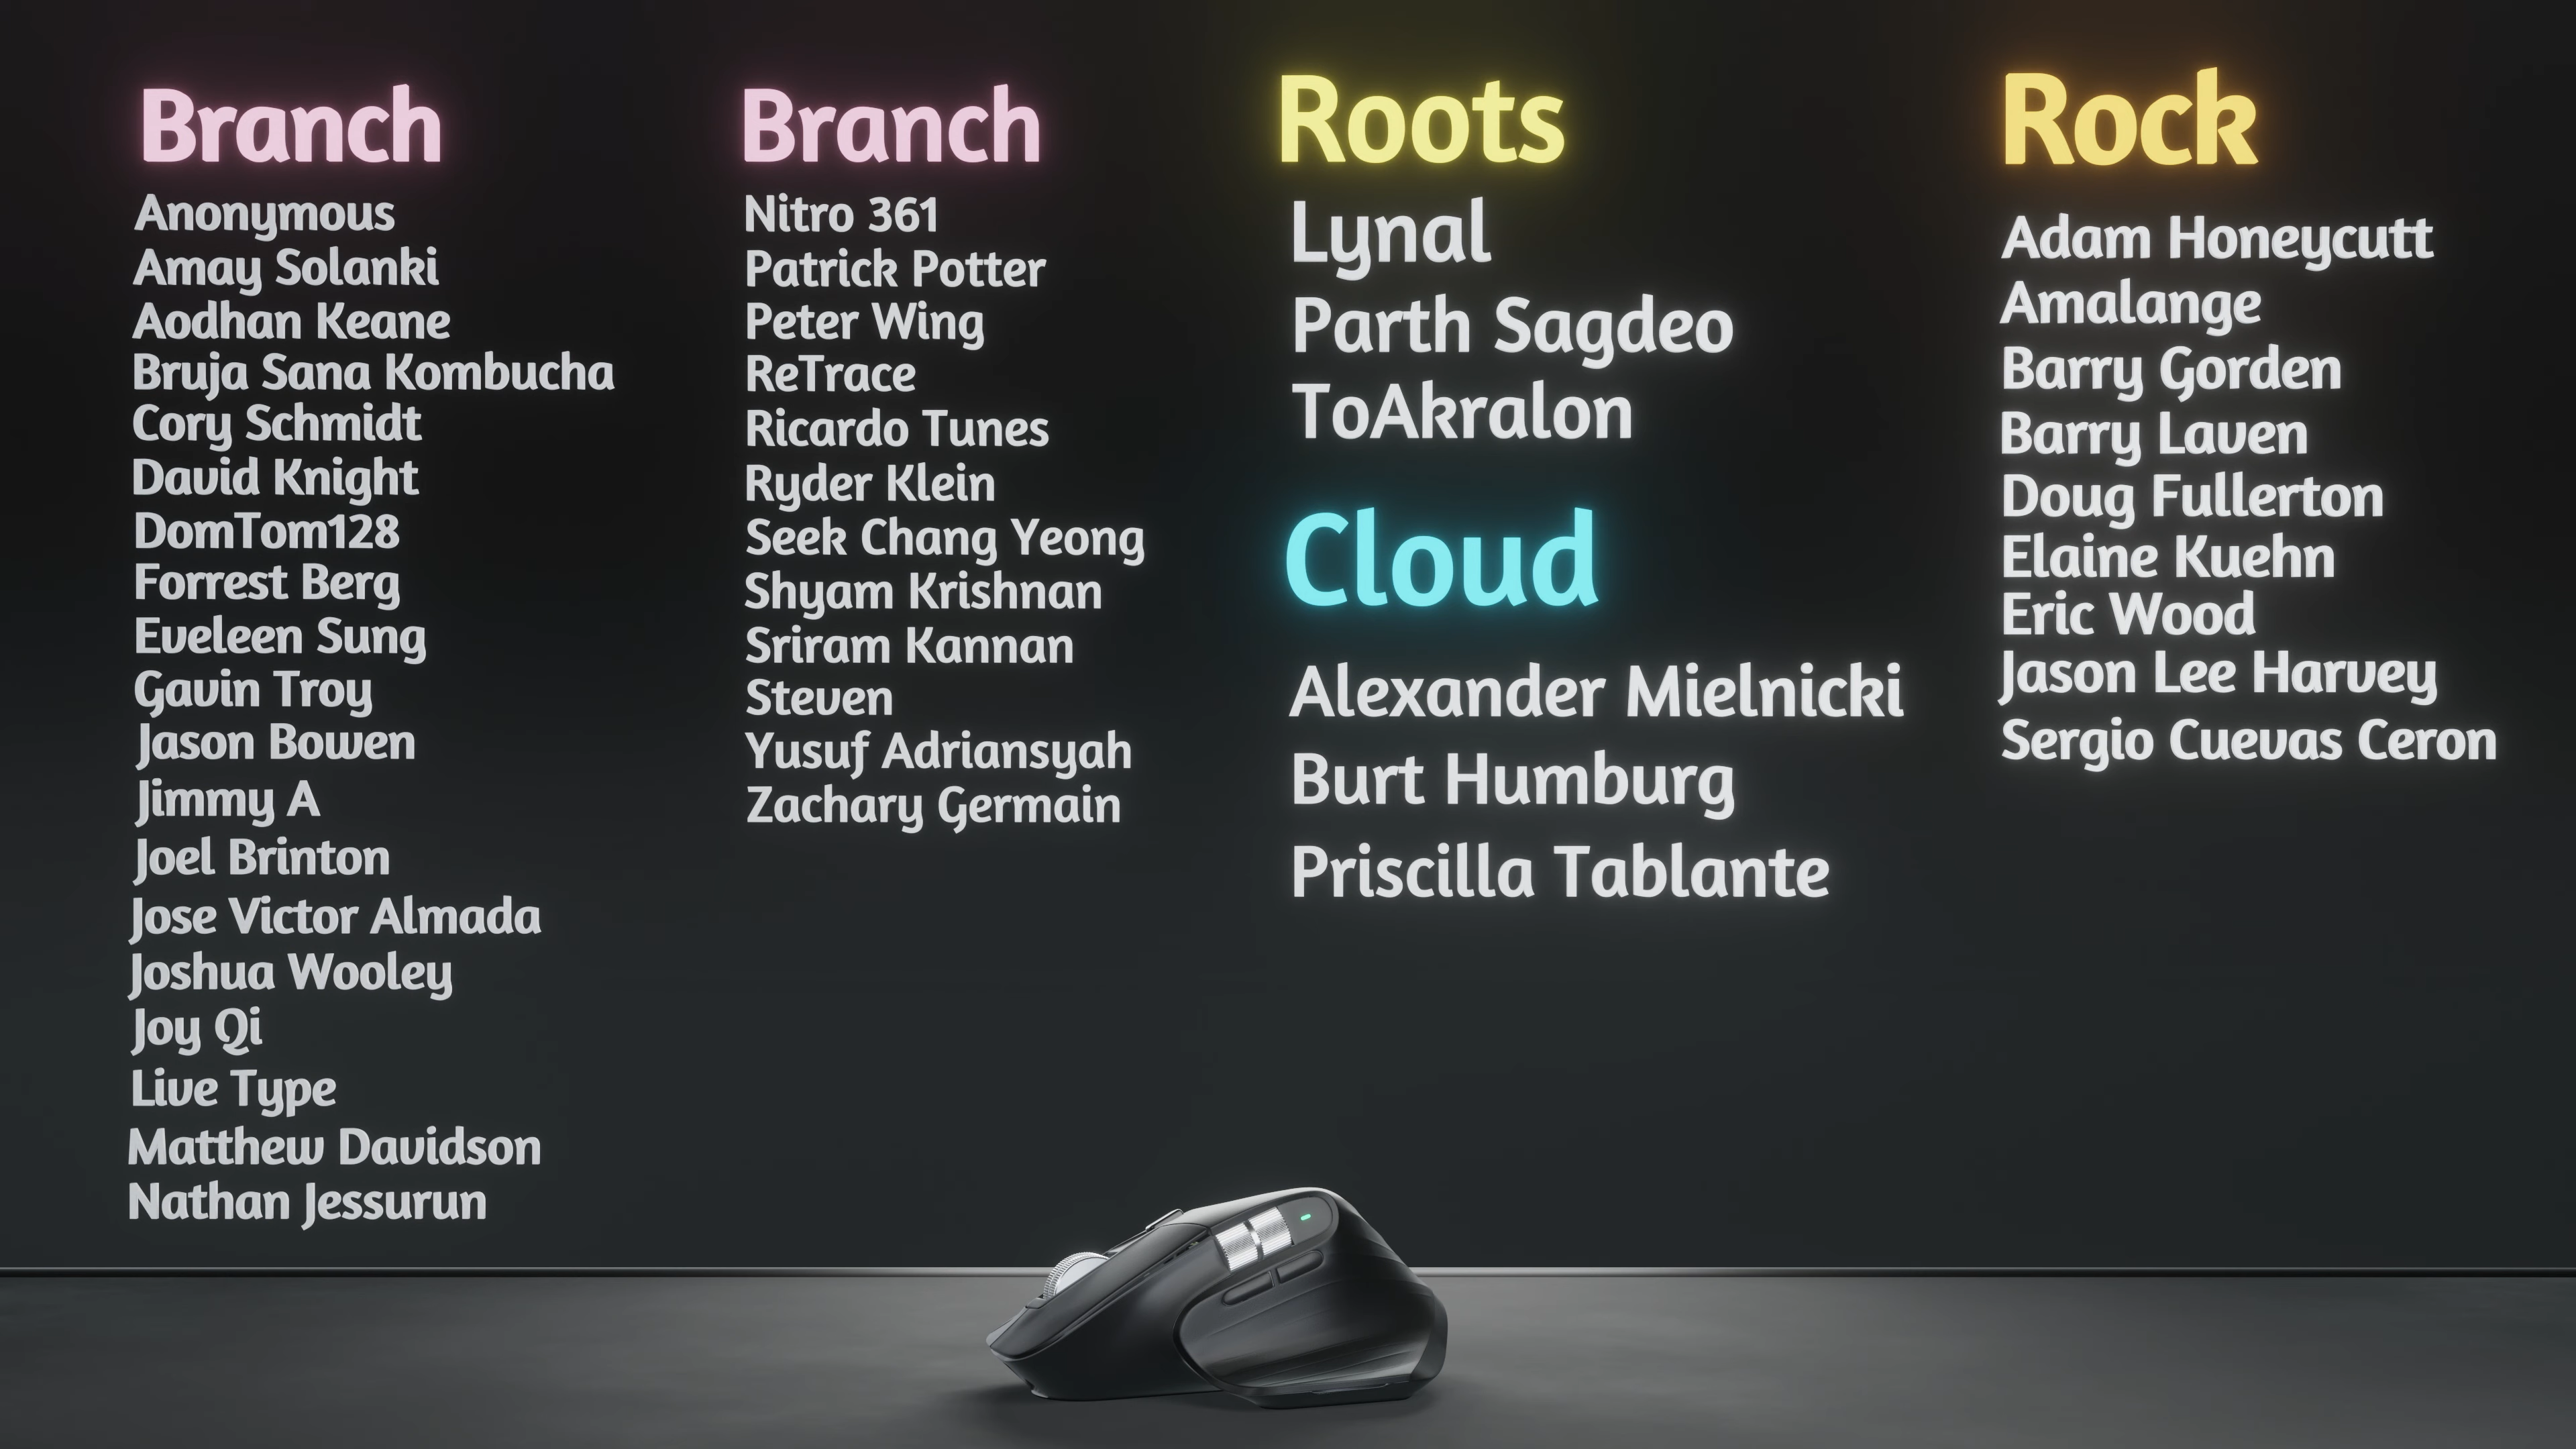 Branch
Anonymous
Amay Solanki
Aodhan Keane
Bruja Sana Kombucha
Cory Schmidt
David Knight
DomTom128
Forrest Berg
Eveleen Sung
Gavin Troy
Jason Bowen
Jimmy A
Joel Brinton
Jose Victor Almada
Joshua Wooley
Joy Qi
Live Type
Matthew Davidson
Nathan Jessurun
Branch
Nitro 361
Patrick Potter
Peter Wing
ReTrace
Ricardo Tunes
Ryder Klein
Seek Chang Yeong
Shyam Krishnan
Sriram Kannan
Steven
Yusuf Adriansyah
Zachary Germain
Roots
Lynal
Parth Sagdeo
ToAkralon
Cloud
Alexander Mielnicki
Burt Humburg
Priscilla Tablante
Rock
Adam Honeycutt
Amalange
Barry Gorden
Barry Laven
Doug Fullerton
Elaine Kuehn
Eric Wood
Jason Lee Harvey
Sergio Cuevas Ceron